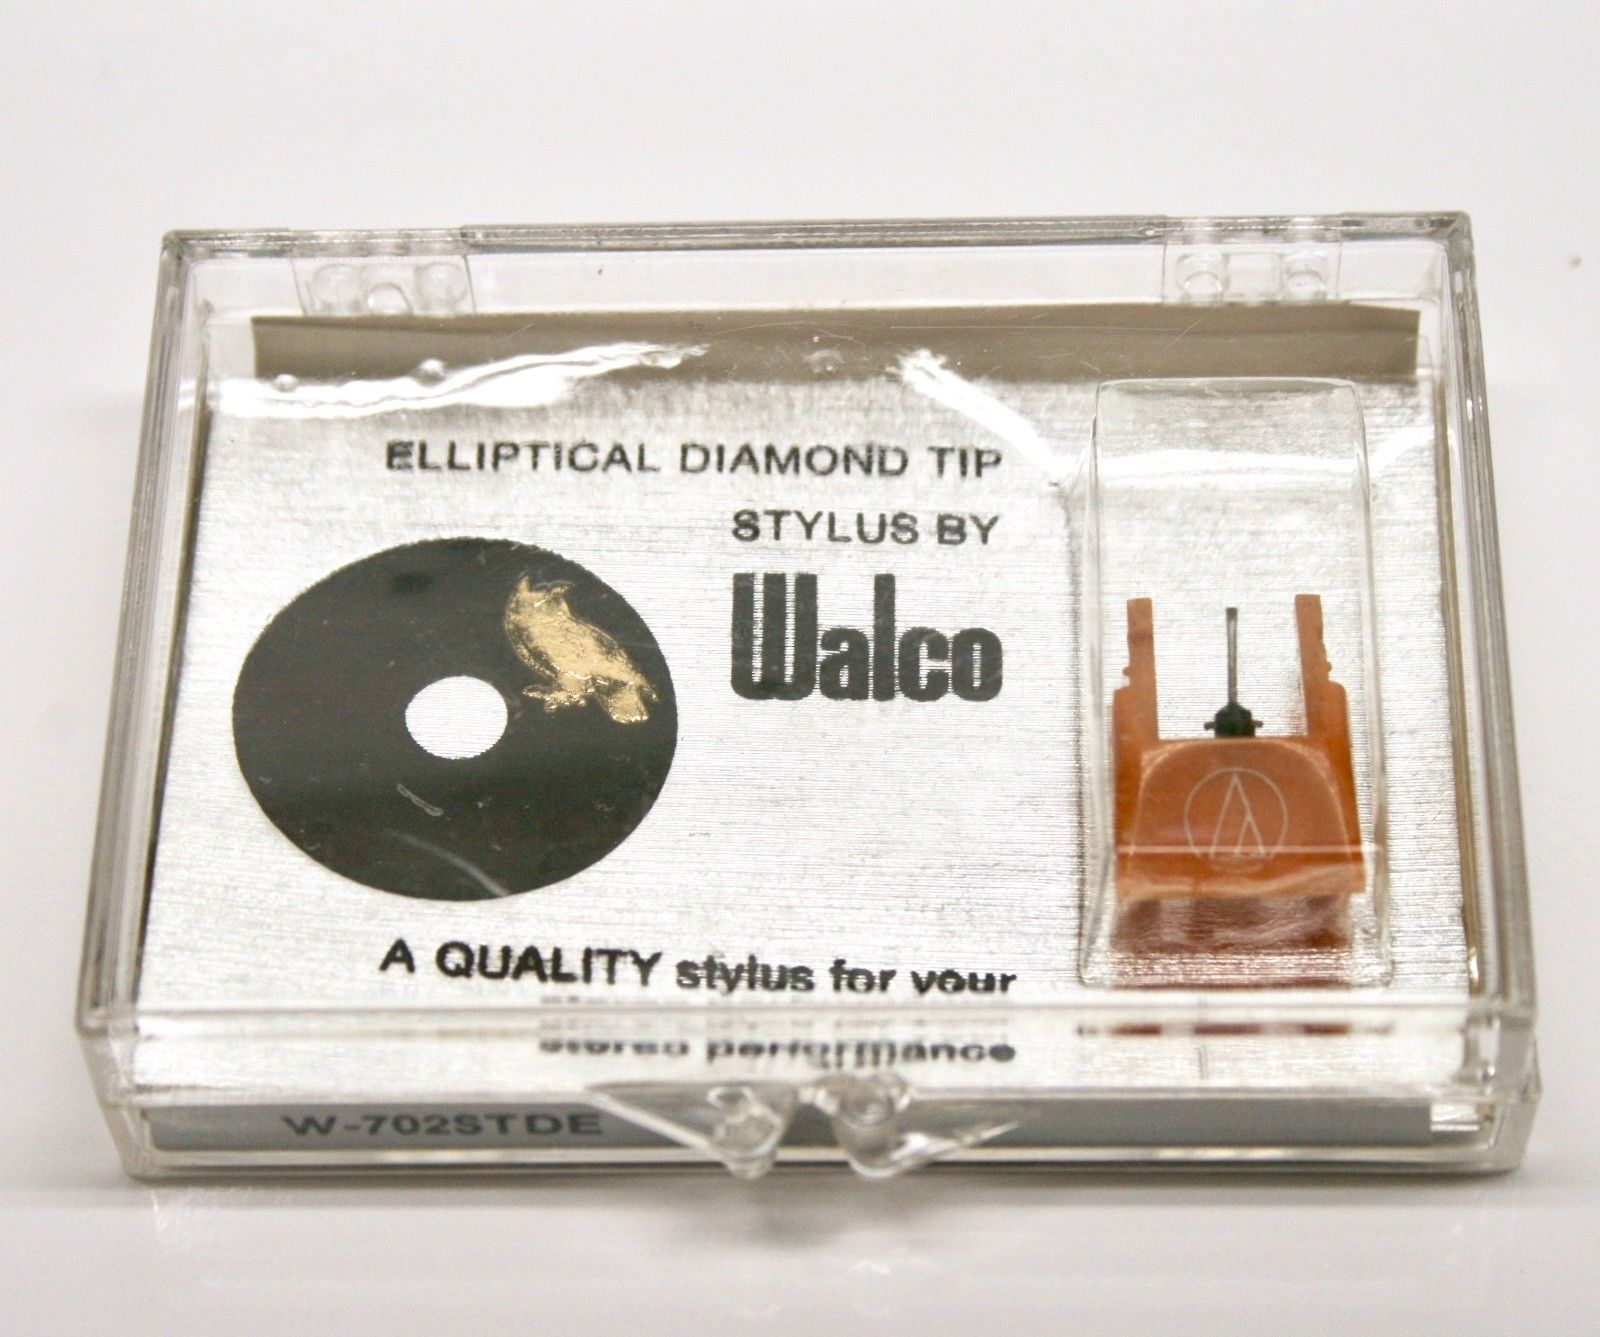 ELLIPTICAL DIAMOND TIP
STYLUS BY
Walco
A QUALITY stylus for your
stereo performance
W-702STDE